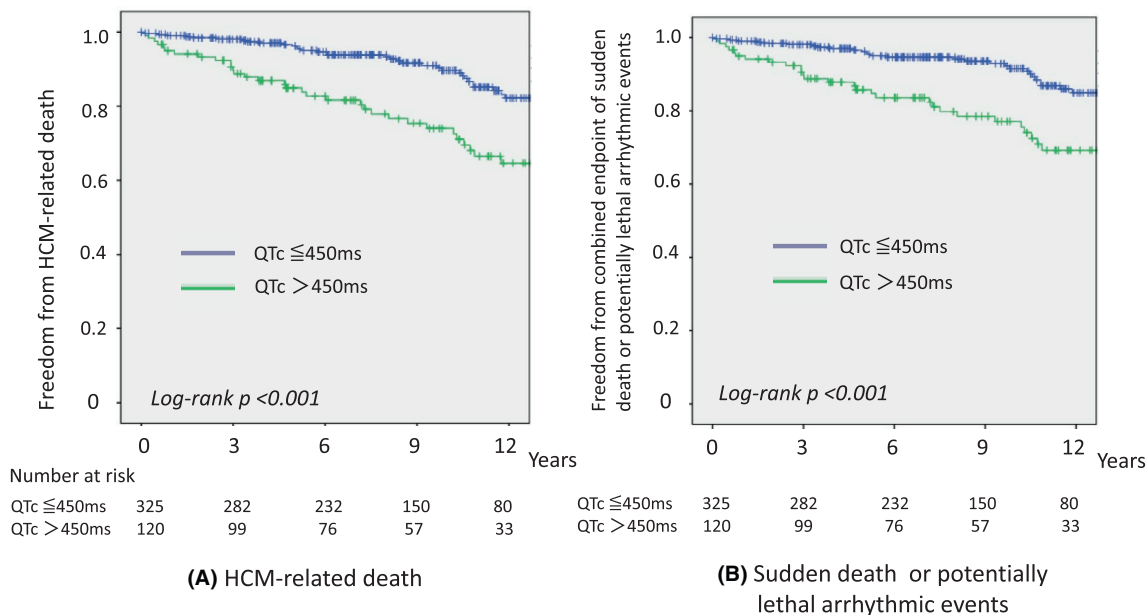 Freedom from HCM-related death
1.0
0.8
0.6
0.4
0.2
0
QTc ≦450ms
QTc ＞450ms
Log-rank p <0.001
0 3 6 9 12
Years
Number at risk
QTc ≦450ms 325 282 232 150 80
QTc ＞450ms 120 99 76 57 33
(A) HCM-related death
Freedom from combined endpoint of sudden
death or potentially lethal arrhythmic events
1.0
0.8
0.6
0.4
0.2
0
QTc ≦450ms
QTc ＞450ms
Log-rank p <0.001
0 3 6 9 12
Years
QTc ≦450ms 325 282 232 150 80
QTc ＞450ms 120 99 76 57 33
(B) Sudden death or potentially
lethal arrhythmic events